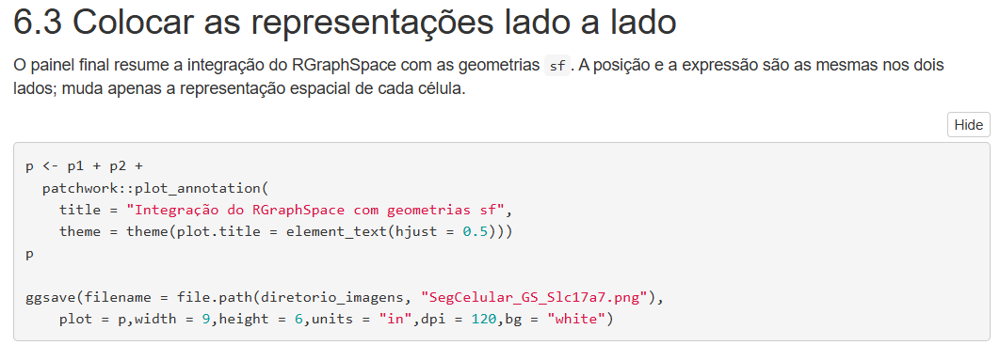 6.3 Colocar as representações lado a lado
O painel final resume a integração do RGraphSpace com as geometrias sf. A posição e a expressão são as mesmas nos dois
lados; muda apenas a representação espacial de cada célula.
Hide
p <- p1 + p2 +
  patchwork::plot_annotation(
    title = "Integração do RGraphSpace com geometrias sf",
    theme = theme(plot.title = element_text(hjust = 0.5)))
p

ggsave(filename = file.path(diretorio_imagens, "SegCelular_GS_Slc17a7.png"),
    plot = p,width = 9,height = 6,units = "in",dpi = 120,bg = "white")